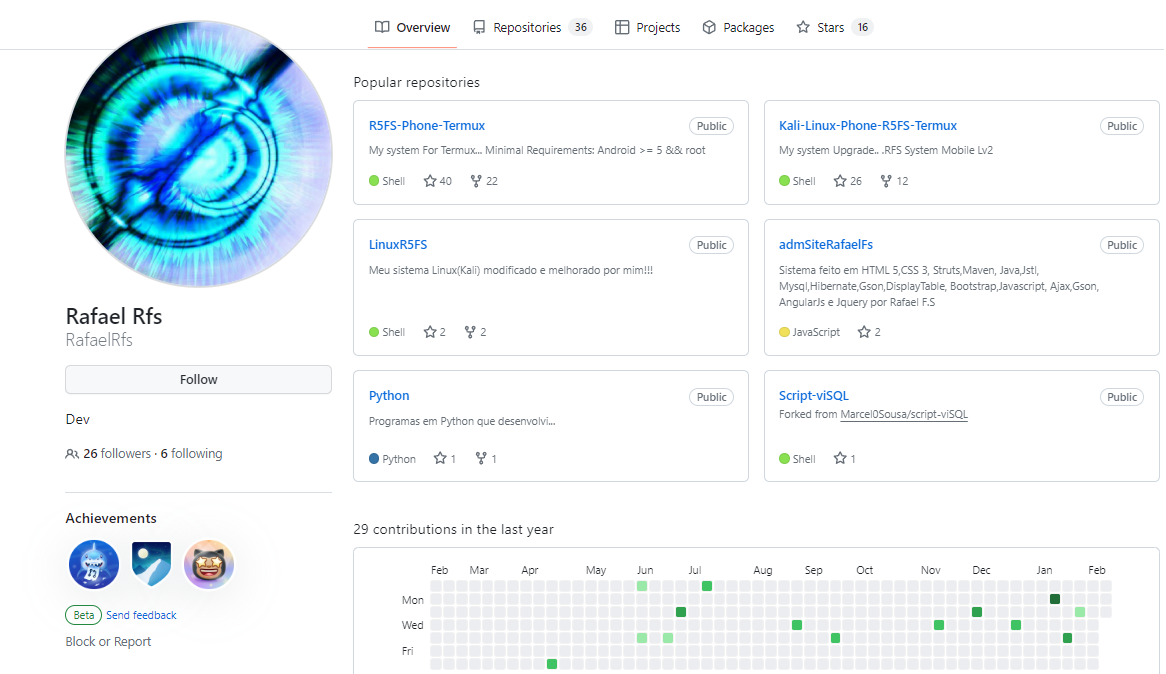 Overview Repositories 36 Projects Packages Stars 16
Popular repositories
R5FS-Phone-Termux Public
My system For Termux... Minimal Requirements: Android >= 5 && root
Shell 40 22
Kali-Linux-Phone-R5FS-Termux Public
My system Upgrade.. .RFS System Mobile Lv2
Shell 26 12
LinuxR5FS Public
Meu sistema Linux(Kali) modificado e melhorado por mim!!!
Shell 2 2
admSiteRafaelFs Public
Sistema feito em HTML 5,CSS 3, Struts,Maven, Java,Jstl,
Mysql,Hibernate,Gson,DisplayTable, Bootstrap,Javascript, Ajax,Gson,
AngularJs e Jquery por Rafael F.S
JavaScript 2
Python Public
Programas em Python que desenvolvi...
Python 1 1
Script-viSQL Public
Forked from Marcel0Sousa/script-viSQL
Shell 1
Rafael Rfs
RafaelRfs
Follow
Dev
26 followers · 6 following
Achievements
Beta Send feedback
Block or Report
29 contributions in the last year
Feb Mar Apr May Jun Jul Aug Sep Oct Nov Dec Jan Feb
Mon
Wed
Fri